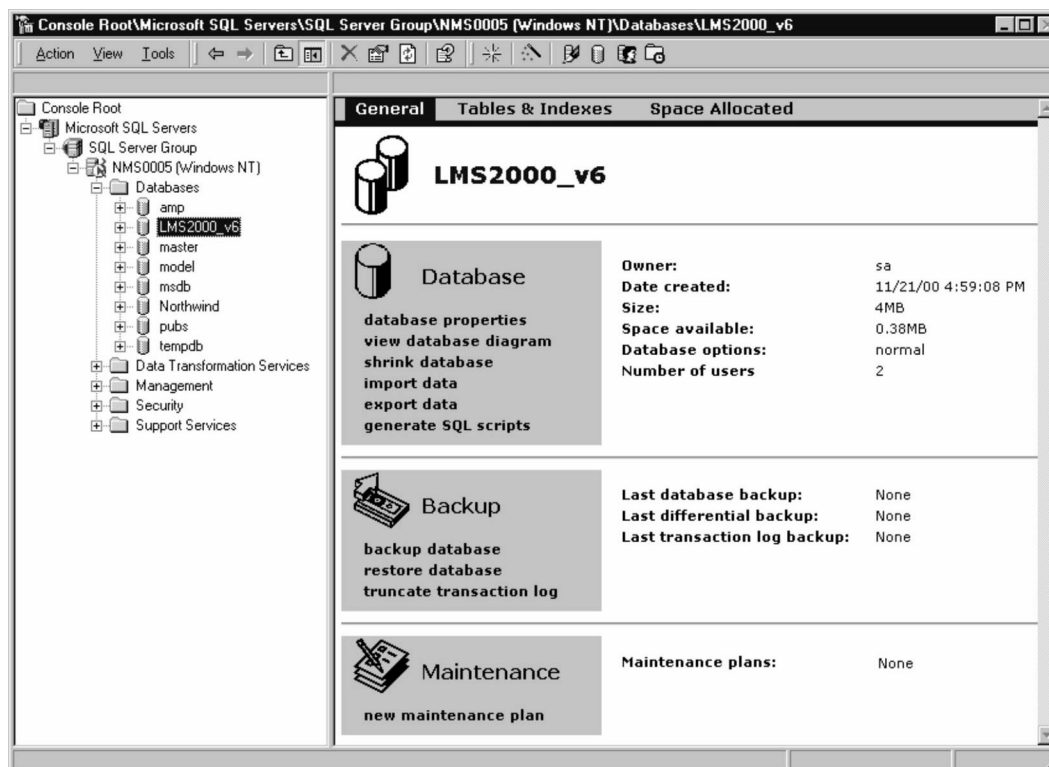 Console Root\Microsoft SQL Servers\SQL Server Group\NMS0005 (Windows NT)\Databases\LMS2000_v6
Action View Tools
Console Root
Microsoft SQL Servers
SQL Server Group
NMS0005 (Windows NT)
Databases
amp
LMS2000_v6
master
model
msdb
Northwind
pubs
tempdb
Data Transformation Services
Management
Security
Support Services
General Tables & Indexes Space Allocated
LMS2000_v6
Database
database properties
view database diagram
shrink database
import data
export data
generate SQL scripts
Owner: sa
Date created: 11/21/00 4:59:08 PM
Size: 4MB
Space available: 0.38MB
Database options: normal
Number of users 2
Backup
backup database
restore database
truncate transaction log
Last database backup: None
Last differential backup: None
Last transaction log backup: None
Maintenance
new maintenance plan
Maintenance plans: None